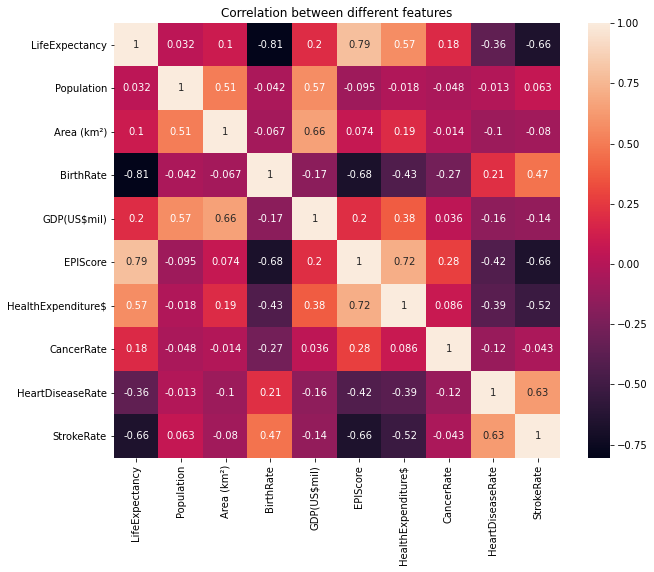 Correlation between different features
LifeExpectancy 1 0.032 0.1 -0.81 0.2 0.79 0.57 0.18 -0.36 -0.66
Population 0.032 1 0.51 -0.042 0.57 -0.095 -0.018 -0.048 -0.013 0.063
Area (km²) 0.1 0.51 1 -0.067 0.66 0.074 0.19 -0.014 -0.1 -0.08
BirthRate -0.81 -0.042 -0.067 1 -0.17 -0.68 -0.43 -0.27 0.21 0.47
GDP(US$mil) 0.2 0.57 0.66 -0.17 1 0.2 0.38 0.036 -0.16 -0.14
EPIScore 0.79 -0.095 0.074 -0.68 0.2 1 0.72 0.28 -0.42 -0.66
HealthExpenditure$ 0.57 -0.018 0.19 -0.43 0.38 0.72 1 0.086 -0.39 -0.52
CancerRate 0.18 -0.048 -0.014 -0.27 0.036 0.28 0.086 1 -0.12 -0.043
HeartDiseaseRate -0.36 -0.013 -0.1 0.21 -0.16 -0.42 -0.39 -0.12 1 0.63
StrokeRate -0.66 0.063 -0.08 0.47 -0.14 -0.66 -0.52 -0.043 0.63 1
LifeExpectancy
Population
Area (km²)
BirthRate
GDP(US$mil)
EPIScore
HealthExpenditure$
CancerRate
HeartDiseaseRate
StrokeRate
1.00
0.75
0.50
0.25
0.00
-0.25
-0.50
-0.75